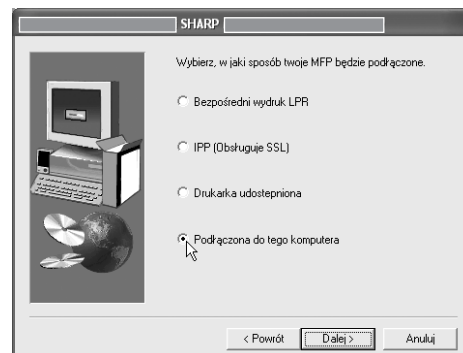 SHARP
Wybierz, w jaki sposób twoje MFP będzie podłączone.
Bezpośredni wydruk LPR
IPP (Obsługuje SSL)
Drukarka udostepniona
Podłączona do tego komputera
< Powrót
Dalej >
Anuluj